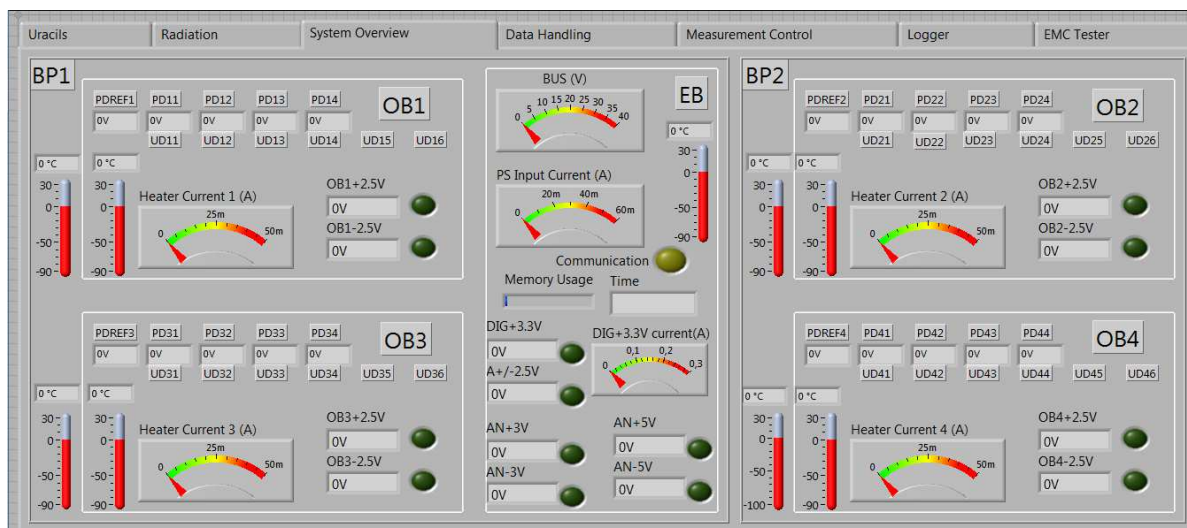 Uracils Radiation System Overview Data Handling Measurement Control Logger EMC Tester
BP1
PDREF1 PD11 PD12 PD13 PD14 OB1
0V 0V 0V 0V 0V
UD11 UD12 UD13 UD14 UD15 UD16
0 °C 0 °C
30 0 -50 -90
30 0 -50 -90
Heater Current 1 (A)
0 25m 50m
OB1+2.5V
0V
OB1-2.5V
0V
PDREF3 PD31 PD32 PD33 PD34 OB3
0V 0V 0V 0V 0V
UD31 UD32 UD33 UD34 UD35 UD36
0 °C 0 °C
30 0 -50 -90
30 0 -50 -90
Heater Current 3 (A)
0 25m 50m
OB3+2.5V
0V
OB3-2.5V
0V
BUS (V)
0 5 10 15 20 25 30 35 40
EB
0 °C
30 0 -50 -90
PS Input Current (A)
0 20m 40m 60m
Communication
Memory Usage Time
DIG+3.3V
0V
DIG+3.3V current(A)
0 0,1 0,2 0,3
A+/-2.5V
0V
AN+3V
0V
AN-3V
0V
AN+5V
0V
AN-5V
0V
BP2
PDREF2 PD21 PD22 PD23 PD24 OB2
0V 0V 0V 0V 0V
UD21 UD22 UD23 UD24 UD25 UD26
0 °C 0 °C
30 0 -50 -90
30 0 -50 -90
Heater Current 2 (A)
0 25m 50m
OB2+2.5V
0V
OB2-2.5V
0V
PDREF4 PD41 PD42 PD43 PD44 OB4
0V 0V 0V 0V 0V
UD41 UD42 UD43 UD44 UD45 UD46
0 °C 0 °C
30 0 -50 -100
30 0 -50 -90
Heater Current 4 (A)
0 25m 50m
OB4+2.5V
0V
OB4-2.5V
0V